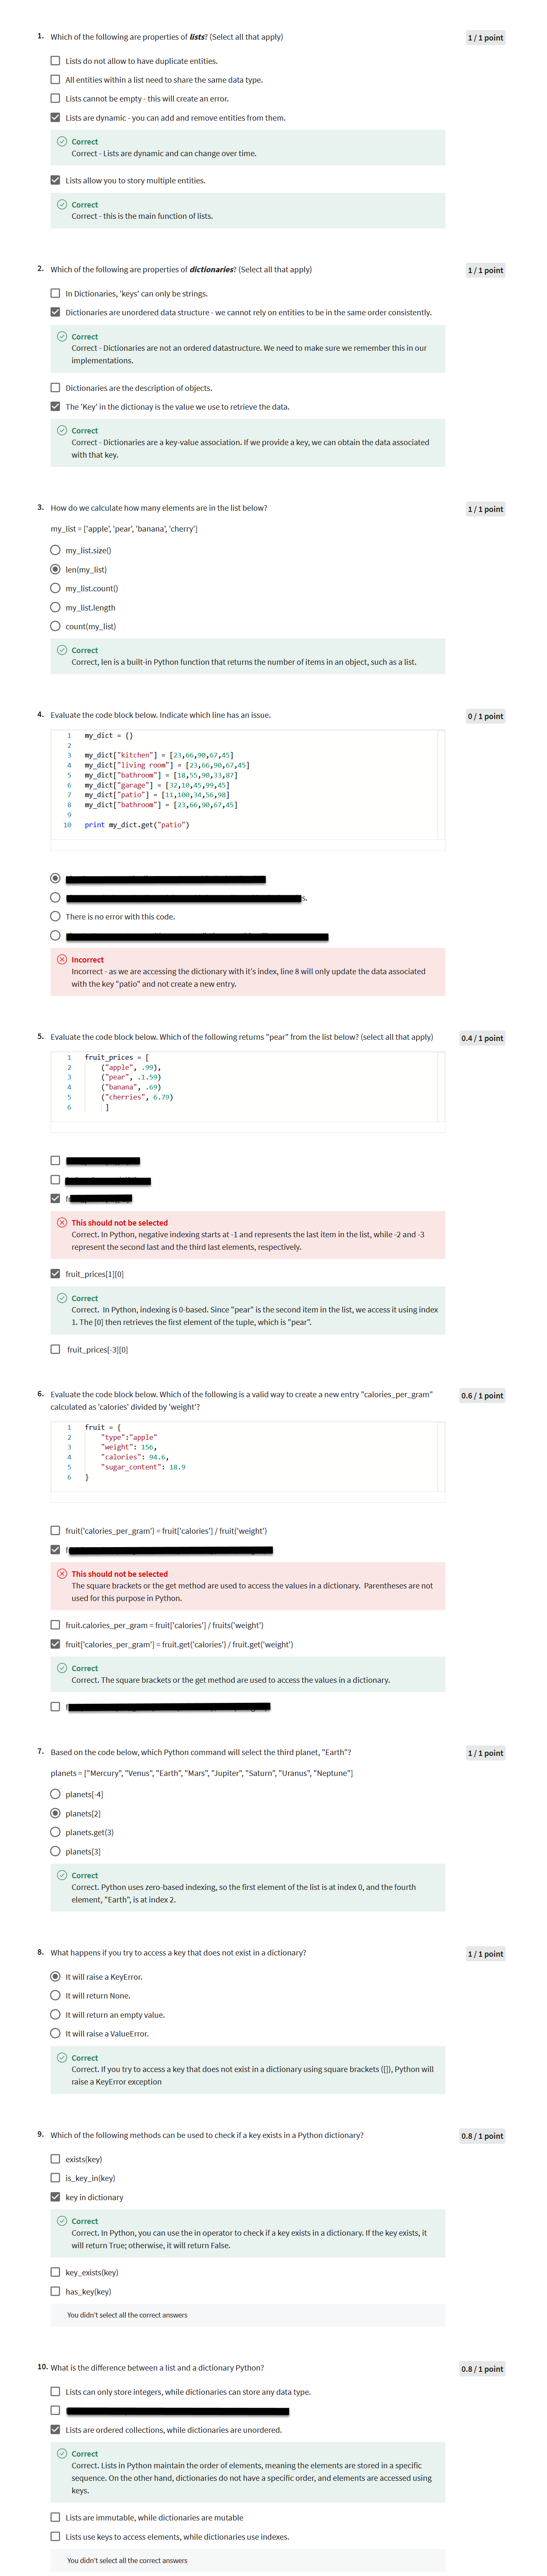 1. Which of the following are properties of lists? (Select all that apply)
1 / 1 point
Lists do not allow to have duplicate entities.
All entities within a list need to share the same data type.
Lists cannot be empty - this will create an error.
Lists are dynamic - you can add and remove entities from them.
Correct
Correct - Lists are dynamic and can change over time.
Lists allow you to story multiple entities.
Correct
Correct - this is the main function of lists.
2. Which of the following are properties of dictionaries? (Select all that apply)
1 / 1 point
In Dictionaries, 'keys' can only be strings.
Dictionaries are unordered data structure - we cannot rely on entities to be in the same order consistently.
Correct
Correct - Dictionaries are not an ordered datastructure. We need to make sure we remember this in our
implementations.
Dictionaries are the description of objects.
The 'Key' in the dictionay is the value we use to retrieve the data.
Correct
Correct - Dictionaries are a key-value association. If we provide a key, we can obtain the data associated
with that key.
3. How do we calculate how many elements are in the list below?
1 / 1 point
my_list = ['apple', 'pear', 'banana', 'cherry']
my_list.size()
len(my_list)
my_list.count()
my_list.length
count(my_list)
Correct
Correct, len is a built-in Python function that returns the number of items in an object, such as a list.
4. Evaluate the code block below. Indicate which line has an issue.
0 / 1 point
1 my_dict = {}
2
3 my_dict["kitchen"] = [23,66,90,67,45]
4 my_dict["living room"] = [23,66,90,67,45]
5 my_dict["bathroom"] = [18,55,90,33,87]
6 my_dict["garage"] = [32,10,45,99,45]
7 my_dict["patio"] = [11,100,34,56,98]
8 my_dict["bathroom"] = [23,66,90,67,45]
9
10 print my_dict.get("patio")
s.
There is no error with this code.
Incorrect
Incorrect - as we are accessing the dictionary with it's index, line 8 will only update the data associated
with the key "patio" and not create a new entry.
5. Evaluate the code block below. Which of the following returns "pear" from the list below? (select all that apply)
0.4 / 1 point
1 fruit_prices = [
2 ("apple", .99),
3 ("pear", .1.59)
4 ("banana", .69)
5 ("cherries", 6.79)
6 ]
This should not be selected
Correct. In Python, negative indexing starts at -1 and represents the last item in the list, while -2 and -3
represent the second last and the third last elements, respectively.
fruit_prices[1][0]
Correct
Correct. In Python, indexing is 0-based. Since "pear" is the second item in the list, we access it using index
1. The [0] then retrieves the first element of the tuple, which is "pear".
fruit_prices[-3][0]
6. Evaluate the code block below. Which of the following is a valid way to create a new entry "calories_per_gram"
calculated as 'calories' divided by 'weight'?
0.6 / 1 point
1 fruit = {
2 "type":"apple"
3 "weight": 156,
4 "calories": 94.6,
5 "sugar_content": 18.9
6 }
fruit('calories_per_gram') = fruit['calories'] / fruit('weight')
This should not be selected
The square brackets or the get method are used to access the values in a dictionary. Parentheses are not
used for this purpose in Python.
fruit.calories_per_gram = fruit['calories'] / fruits('weight')
fruit['calories_per_gram'] = fruit.get('calories') / fruit.get('weight')
Correct
Correct. The square brackets or the get method are used to access the values in a dictionary.
7. Based on the code below, which Python command will select the third planet, "Earth"?
1 / 1 point
planets = ["Mercury", "Venus", "Earth", "Mars", "Jupiter", "Saturn", "Uranus", "Neptune"]
planets[-4]
planets[2]
planets.get(3)
planets[3]
Correct
Correct. Python uses zero-based indexing, so the first element of the list is at index 0, and the fourth
element, "Earth", is at index 2.
8. What happens if you try to access a key that does not exist in a dictionary?
1 / 1 point
It will raise a KeyError.
It will return None.
It will return an empty value.
It will raise a ValueError.
Correct
Correct. If you try to access a key that does not exist in a dictionary using square brackets ([]), Python will
raise a KeyError exception
9. Which of the following methods can be used to check if a key exists in a Python dictionary?
0.8 / 1 point
exists(key)
is_key_in(key)
key in dictionary
Correct
Correct. In Python, you can use the in operator to check if a key exists in a dictionary. If the key exists, it
will return True; otherwise, it will return False.
key_exists(key)
has_key(key)
You didn't select all the correct answers
10. What is the difference between a list and a dictionary Python?
0.8 / 1 point
Lists can only store integers, while dictionaries can store any data type.
Lists are ordered collections, while dictionaries are unordered.
Correct
Correct. Lists in Python maintain the order of elements, meaning the elements are stored in a specific
sequence. On the other hand, dictionaries do not have a specific order, and elements are accessed using
keys.
Lists are immutable, while dictionaries are mutable
Lists use keys to access elements, while dictionaries use indexes.
You didn't select all the correct answers